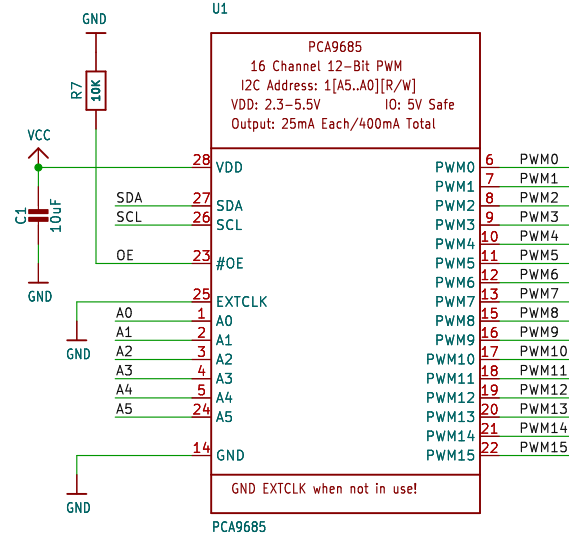 U1
GND
PCA9685
16 Channel 12-Bit PWM
I2C Address: 1[A5..A0][R/W]
VDD: 2.3-5.5V IO: 5V Safe
Output: 25mA Each/400mA Total
R7
10K
VCC
28 VDD PWM0 6 PWM0
PWM1 7 PWM1
SDA 27 SDA PWM2 8 PWM2
SCL 26 SCL PWM3 9 PWM3
C1
10uF
PWM4 10 PWM4
OE 23 #OE PWM5 11 PWM5
PWM6 12 PWM6
GND
25 EXTCLK PWM7 13 PWM7
A0 1 A0 PWM8 15 PWM8
A1 2 A1 PWM9 16 PWM9
GND
A2 3 A2 PWM10 17 PWM10
A3 4 A3 PWM11 18 PWM11
A4 5 A4 PWM12 19 PWM12
A5 24 A5 PWM13 20 PWM13
PWM14 21 PWM14
14 GND PWM15 22 PWM15
GND EXTCLK when not in use!
GND
PCA9685